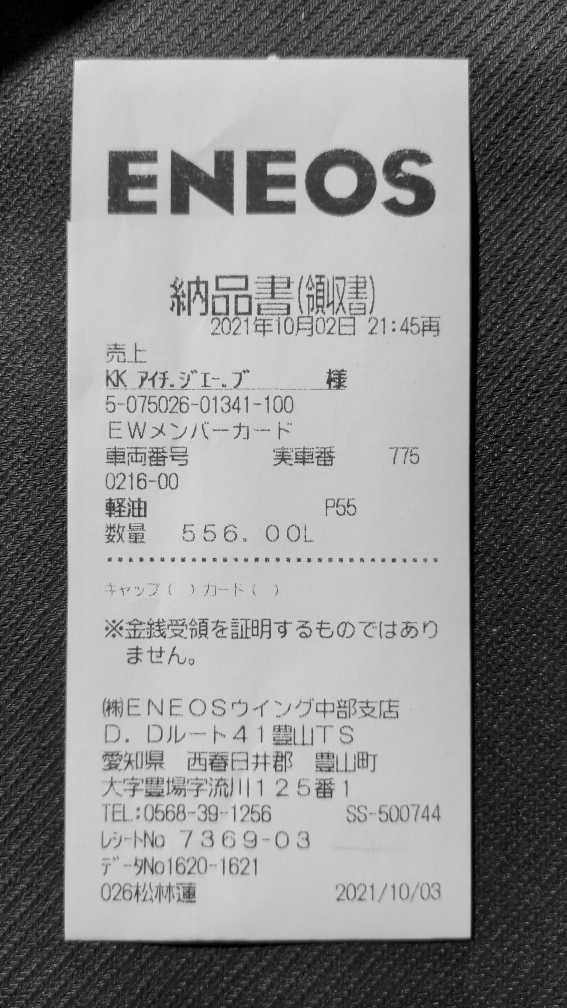 ENEOS
納品書(領収書)
2021年10月02日 21:45再
売上
KK アイチ.ジエー.ブ 様
5-075026-01341-100
EWメンバーカード
車両番号 実車番 775
0216-00
軽油 P55
数量 556.00L
キャップ( ) カード( )
※金銭受領を証明するものではあり
ません。
㈱ENEOSウイング中部支店
D.Dルート41豊山TS
愛知県 西春日井郡 豊山町
大字豊場字流川125番1
TEL:0568-39-1256 SS-500744
レシートNo 7369-03
データNo1620-1621
026松林蓮 2021/10/03